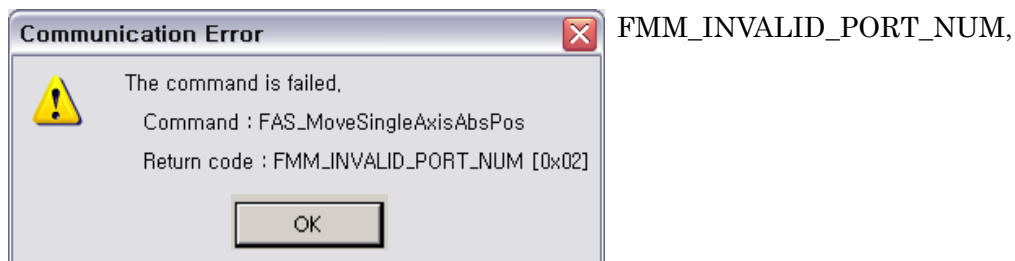 Communication Error
The command is failed,
Command : FAS_MoveSingleAxisAbsPos
Return code : FMM_INVALID_PORT_NUM [0x02]
OK
FMM_INVALID_PORT_NUM,